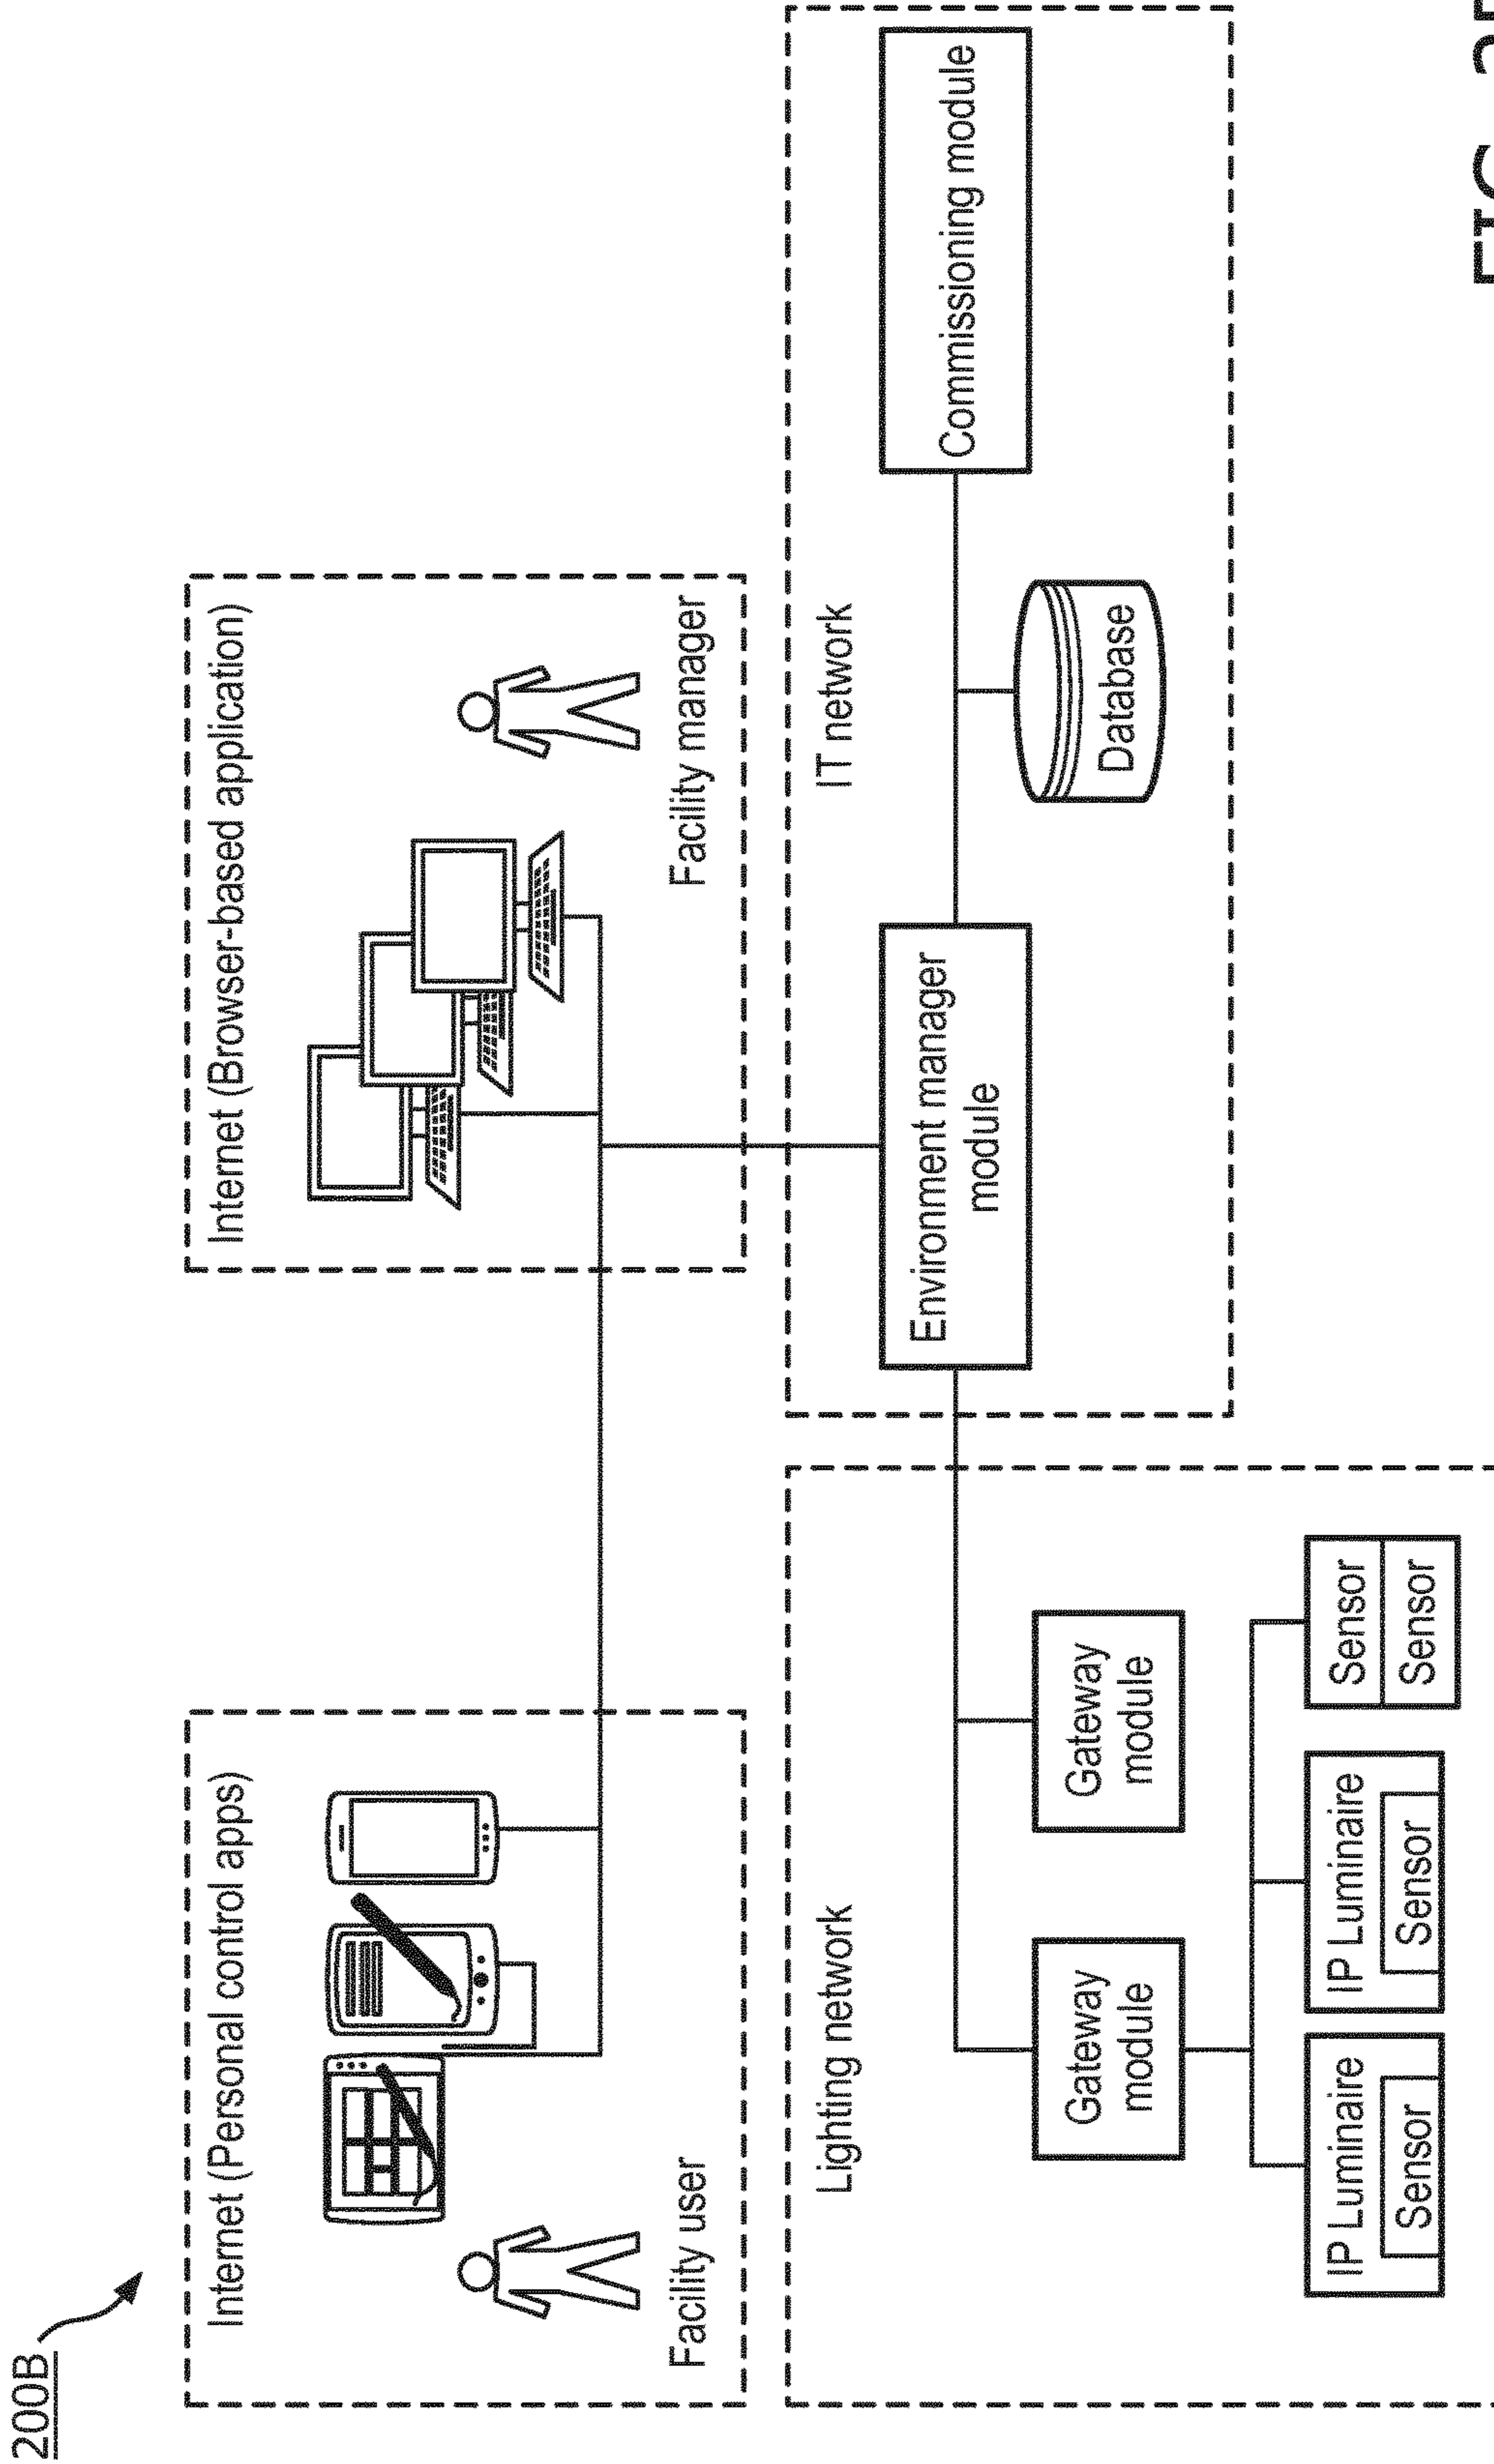 200B
Internet (Personal control apps)
Facility user
Internet (Browser-based application)
Facility manager
Lighting network
Gateway
module
Gateway
module
IP Luminaire
Sensor
IP Luminaire
Sensor
Sensor
Sensor
IT network
Environment manager
module
Database
Commissioning module